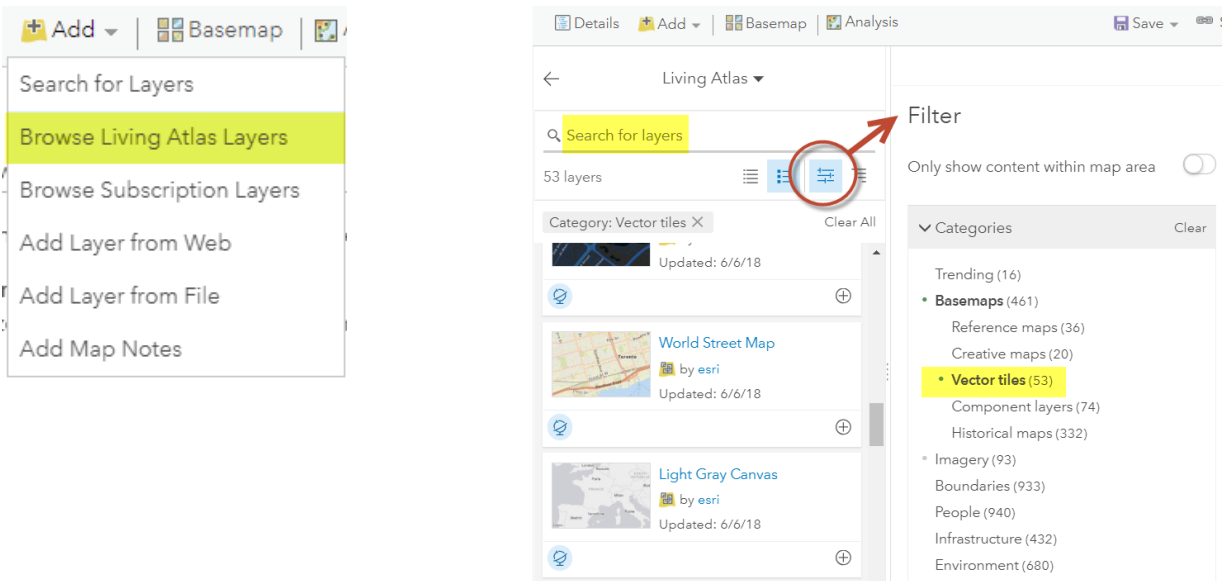 Add
Basemap
Search for Layers
Browse Living Atlas Layers
Browse Subscription Layers
Add Layer from Web
Add Layer from File
Add Map Notes
Details Add Basemap Analysis Save
Living Atlas
Search for layers
53 layers
Category: Vector tiles
Clear All
Updated: 6/6/18
World Street Map
by esri
Updated: 6/6/18
Toronto
Light Gray Canvas
by esri
Updated: 6/6/18
Filter
Only show content within map area
Categories Clear
Trending (16)
Basemaps (461)
Reference maps (36)
Creative maps (20)
Vector tiles (53)
Component layers (74)
Historical maps (332)
Imagery (93)
Boundaries (933)
People (940)
Infrastructure (432)
Environment (680)